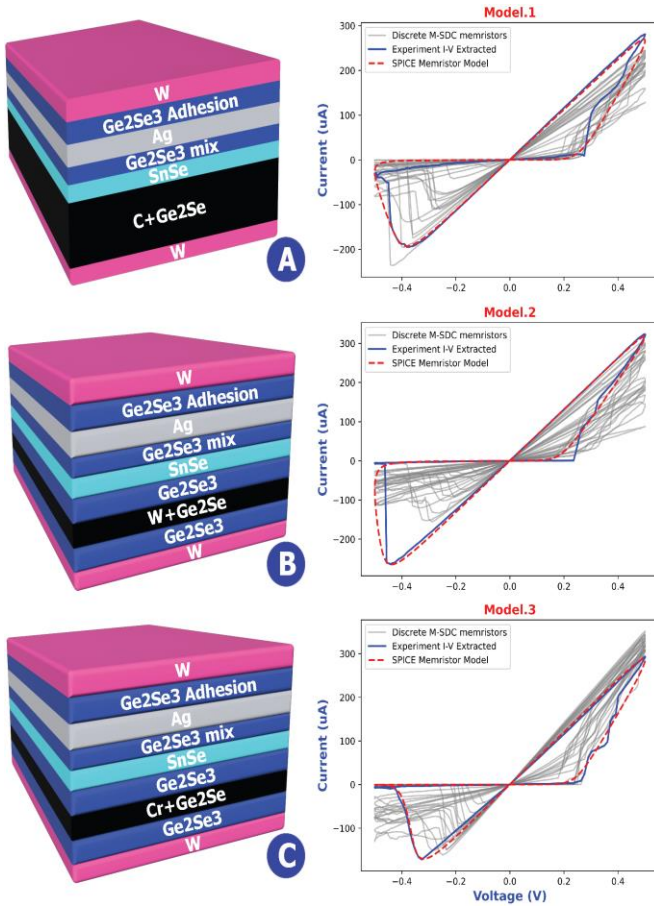 W
Ge2Se3 Adhesion
Ag
Ge2Se3 mix
SnSe
C+Ge2Se
W
A
Model.1
Discrete M-SDC memristors
Experiment I-V Extracted
SPICE Memristor Model
Current (uA)
300
200
100
0
−100
−200
−0.4
−0.2
0.0
0.2
0.4
W
Ge2Se3 Adhesion
Ag
Ge2Se3 mix
SnSe
Ge2Se3
W+Ge2Se
Ge2Se3
W
B
Model.2
Discrete M-SDC memristors
Experiment I-V Extracted
SPICE Memristor Model
Current (uA)
300
200
100
0
−100
−200
−0.4
−0.2
0.0
0.2
0.4
W
Ge2Se3 Adhesion
Ag
Ge2Se3 mix
SnSe
Ge2Se3
Cr+Ge2Se
Ge2Se3
W
C
Model.3
Discrete M-SDC memristors
Experiment I-V Extracted
SPICE Memristor Model
Current (uA)
300
200
100
0
−100
−0.4
−0.2
0.0
0.2
0.4
Voltage (V)